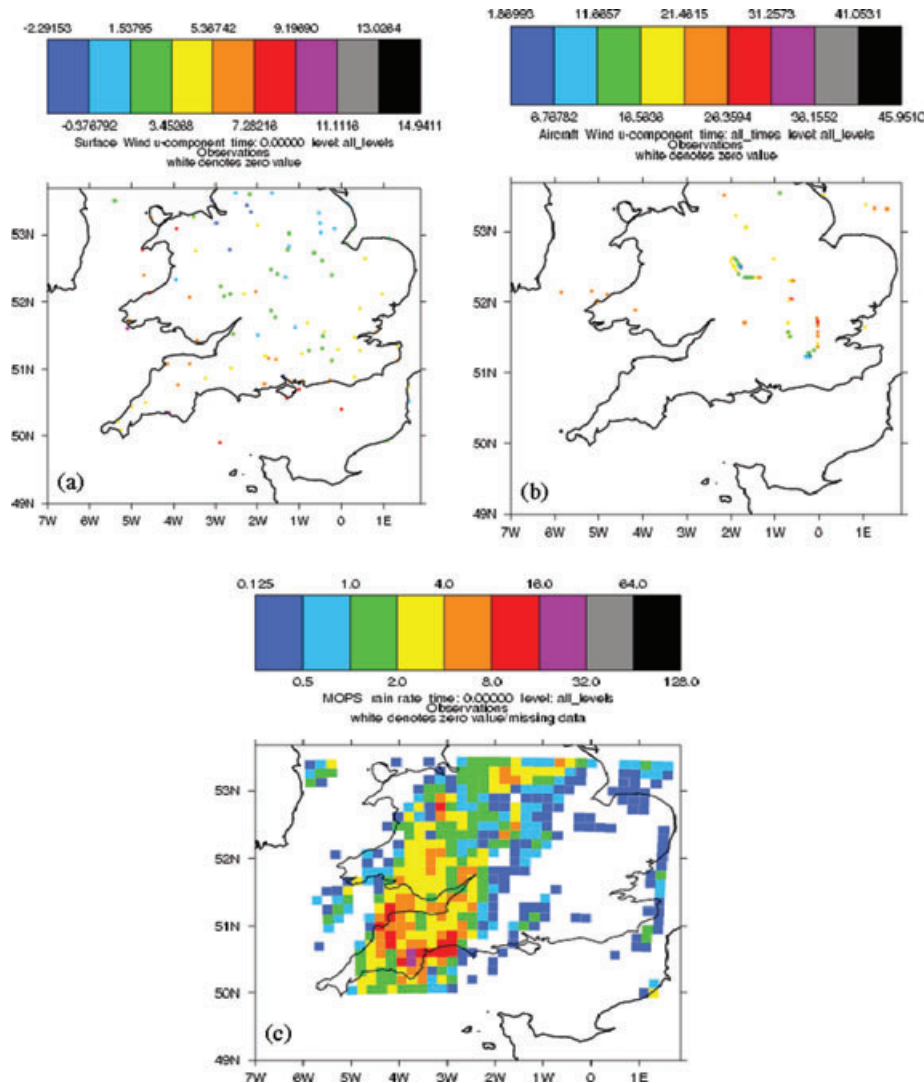 -2.29153 1.53795 5.36742 9.19690 13.0264
-0.376792 3.45268 7.28216 11.1116 14.9411
Surface Wind u-component time: 0.00000 level: all_levels
Observations
white denotes zero value
53N
52N
51N
50N
49N
(a)
7W 6W 5W 4W 3W 2W 1W 0 1E
1.86993 11.6657 21.4615 31.2573 41.0531
6.76782 16.5636 26.3594 36.1552 45.9510
Aircraft Wind u-component time: all_times level: all_levels
Observations
white denotes zero value
53N
52N
51N
50N
49N
(b)
7W 6W 5W 4W 3W 2W 1W 0 1E
0.125 1.0 4.0 16.0 64.0
0.5 2.0 8.0 32.0 128.0
MOPS rain rate time: 0.00000 level: all_levels
Observations
white denotes zero value/missing data
53N
52N
51N
50N
49N
(c)
7W 6W 5W 4W 3W 2W 1W 0 1E